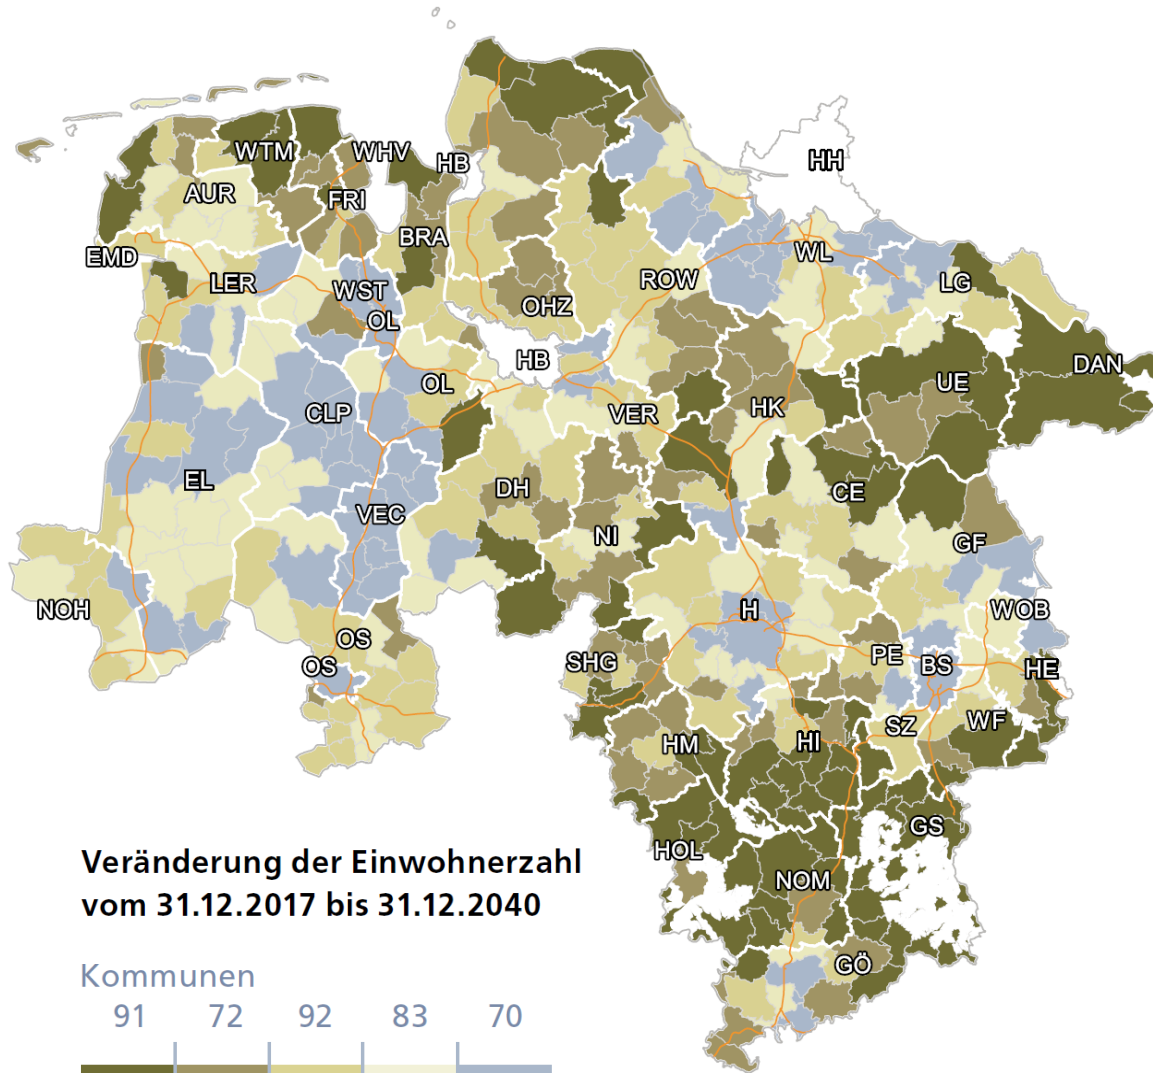 WTM
WHV
HB
HH
AUR
FRI
BRA
EMD
LER
WST
OL
OHZ
ROW
WL
LG
HB
DAN
OL
UE
CLP
VER
HK
EL
DH
CE
VEC
NI
GF
NOH
H
WOB
OS
SHG
PE
BS
HE
OS
SZ
WF
HM
HI
GS
HOL
NOM
GÖ
Veränderung der Einwohnerzahl
vom 31.12.2017 bis 31.12.2040
Kommunen
91 72 92 83 70